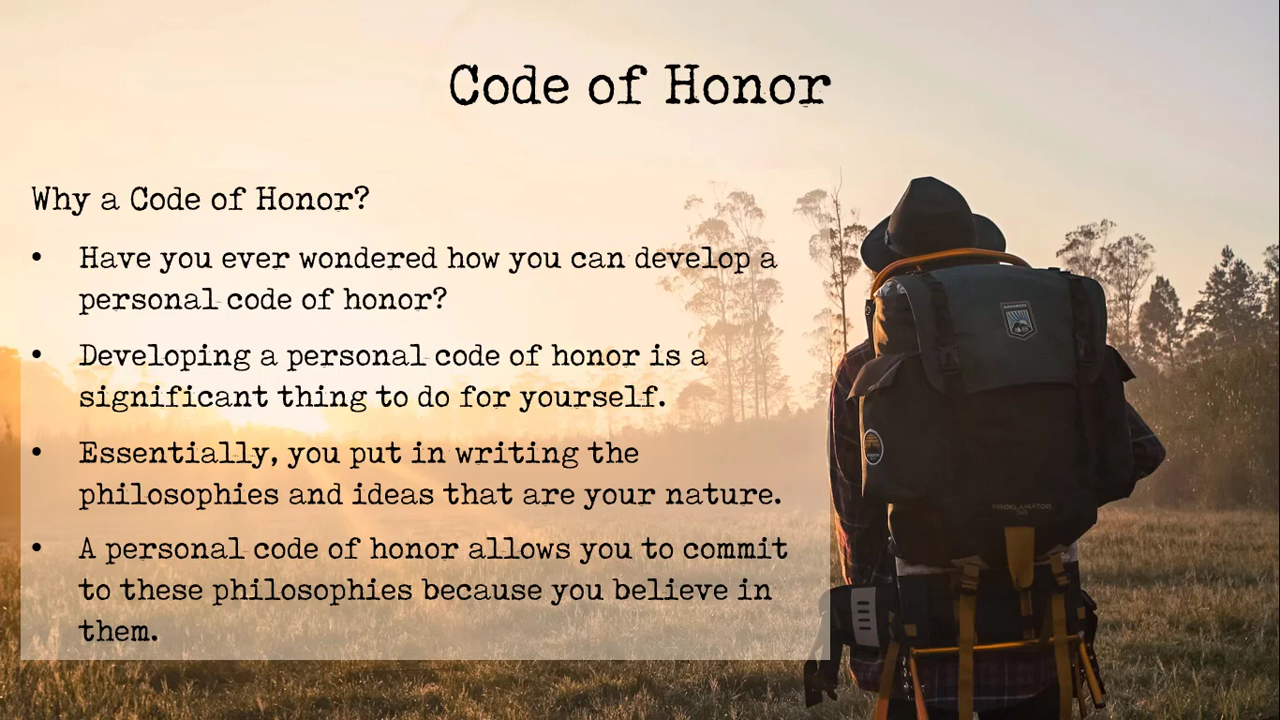 Code of Honor
Why a Code of Honor?
• Have you ever wondered how you can develop a
personal code of honor?
• Developing a personal code of honor is a
significant thing to do for yourself.
• Essentially, you put in writing the
philosophies and ideas that are your nature.
• A personal code of honor allows you to commit
to these philosophies because you believe in
them.